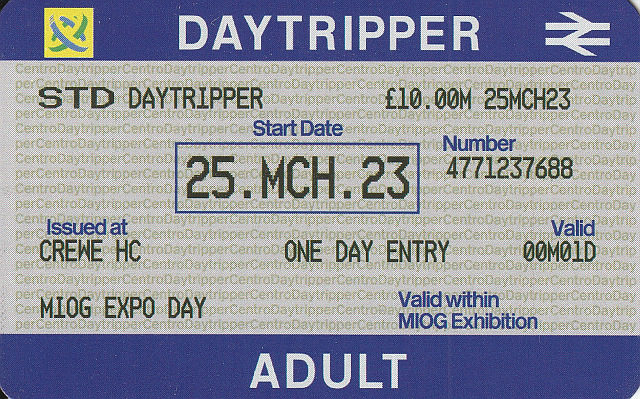 DAYTRIPPER
STD DAYTRIPPER £10.00M 25MCH23
Start Date
25.MCH.23
Number
4771237688
Issued at
CREWE HC
ONE DAY ENTRY
Valid
00M01D
MIOG EXPO DAY
Valid within
MIOG Exhibition
ADULT